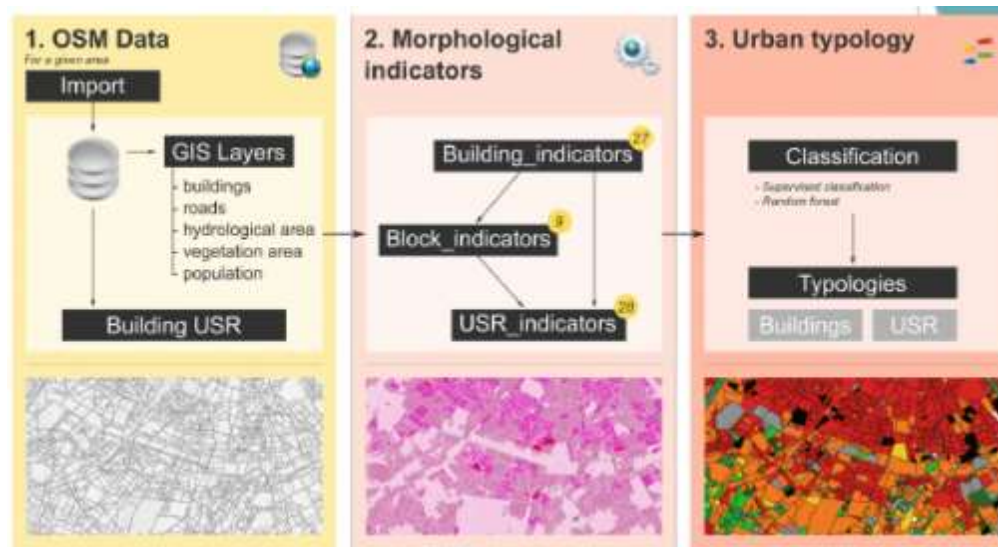 1. OSM Data
For a given area
Import
GIS Layers
- buildings
- roads
- hydrological area
- vegetation area
- population
Building USR
2. Morphological
indicators
27
Building_indicators
9
Block_indicators
28
USR_indicators
3. Urban typology
Classification
- Supervised classification
- Random forest
Typologies
Buildings
USR